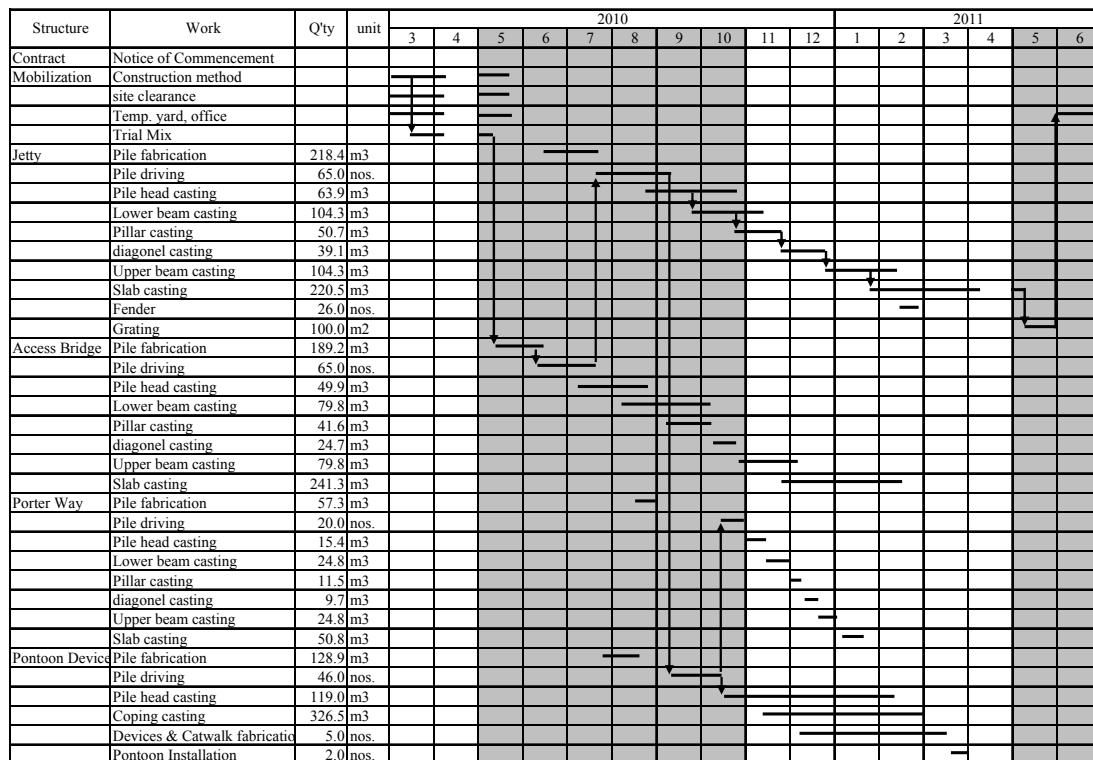 Structure Work Q'ty unit 2010 2011
3 4 5 6 7 8 9 10 11 12 1 2 3 4 5 6
Contract Notice of Commencement
Mobilization Construction method
site clearance
Temp. yard, office
Trial Mix
Jetty Pile fabrication 218.4 m3
Pile driving 65.0 nos.
Pile head casting 63.9 m3
Lower beam casting 104.3 m3
Pillar casting 50.7 m3
diagonel casting 39.1 m3
Upper beam casting 104.3 m3
Slab casting 220.5 m3
Fender 26.0 nos.
Grating 100.0 m2
Access Bridge Pile fabrication 189.2 m3
Pile driving 65.0 nos.
Pile head casting 49.9 m3
Lower beam casting 79.8 m3
Pillar casting 41.6 m3
diagonel casting 24.7 m3
Upper beam casting 79.8 m3
Slab casting 241.3 m3
Porter Way Pile fabrication 57.3 m3
Pile driving 20.0 nos.
Pile head casting 15.4 m3
Lower beam casting 24.8 m3
Pillar casting 11.5 m3
diagonel casting 9.7 m3
Upper beam casting 24.8 m3
Slab casting 50.8 m3
Pontoon Device Pile fabrication 128.9 m3
Pile driving 46.0 nos.
Pile head casting 119.0 m3
Coping casting 326.5 m3
Devices & Catwalk fabricatio 5.0 nos.
Pontoon Installation 2.0 nos.